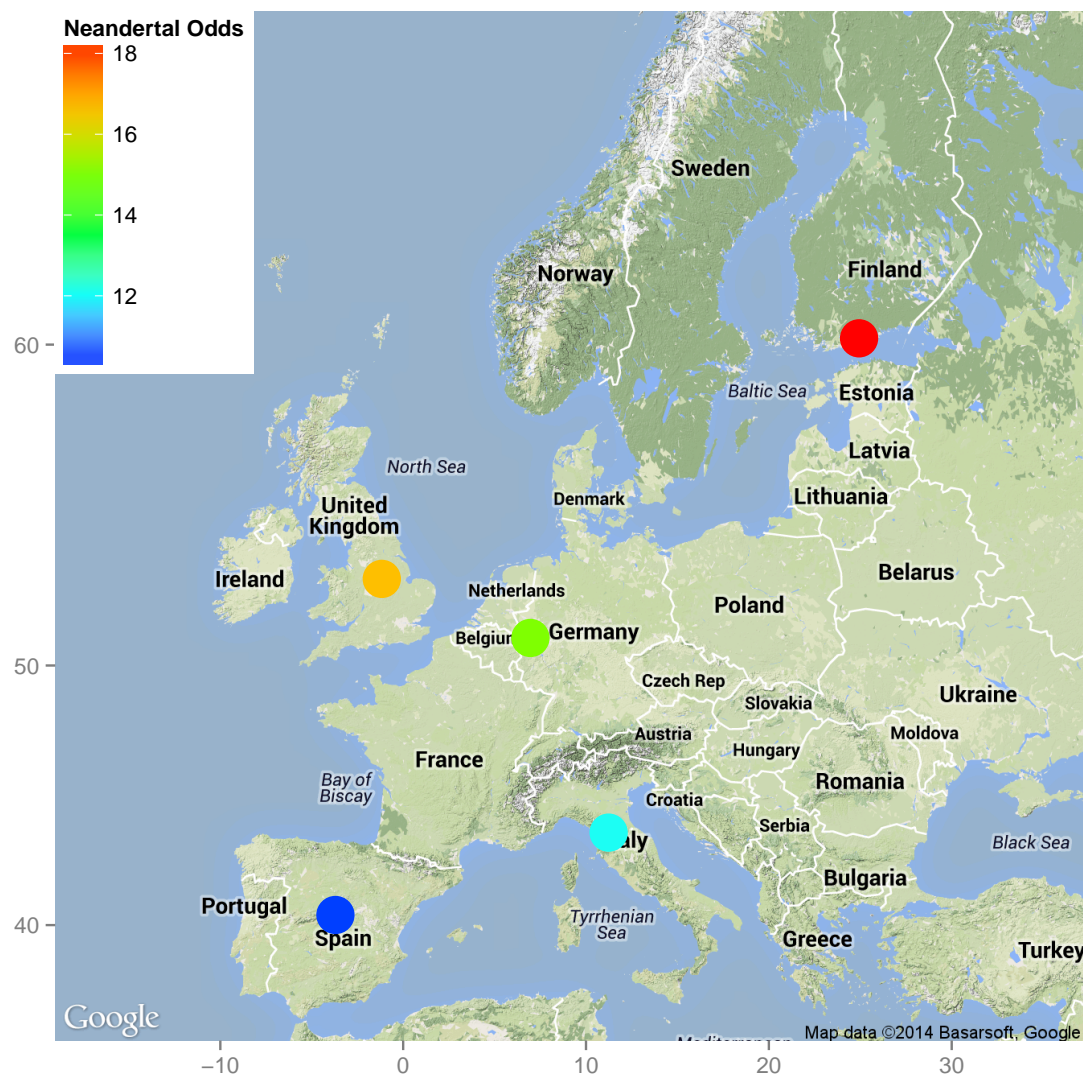 Neandertal Odds
18
16
14
12
60
50
40
−10
0
10
20
30
Sweden
Norway
Finland
Baltic Sea
Estonia
Latvia
Lithuania
North Sea
Denmark
United
Kingdom
Ireland
Belarus
Netherlands
Poland
Germany
Czech Rep
Ukraine
Slovakia
Moldova
Austria
Hungary
France
Romania
Bay of
Biscay
Croatia
Serbia
Black Sea
Bulgaria
Portugal
Tyrrhenian
Sea
Spain
Greece
Turkey
Google
Map data ©2014 Basarsoft, Google